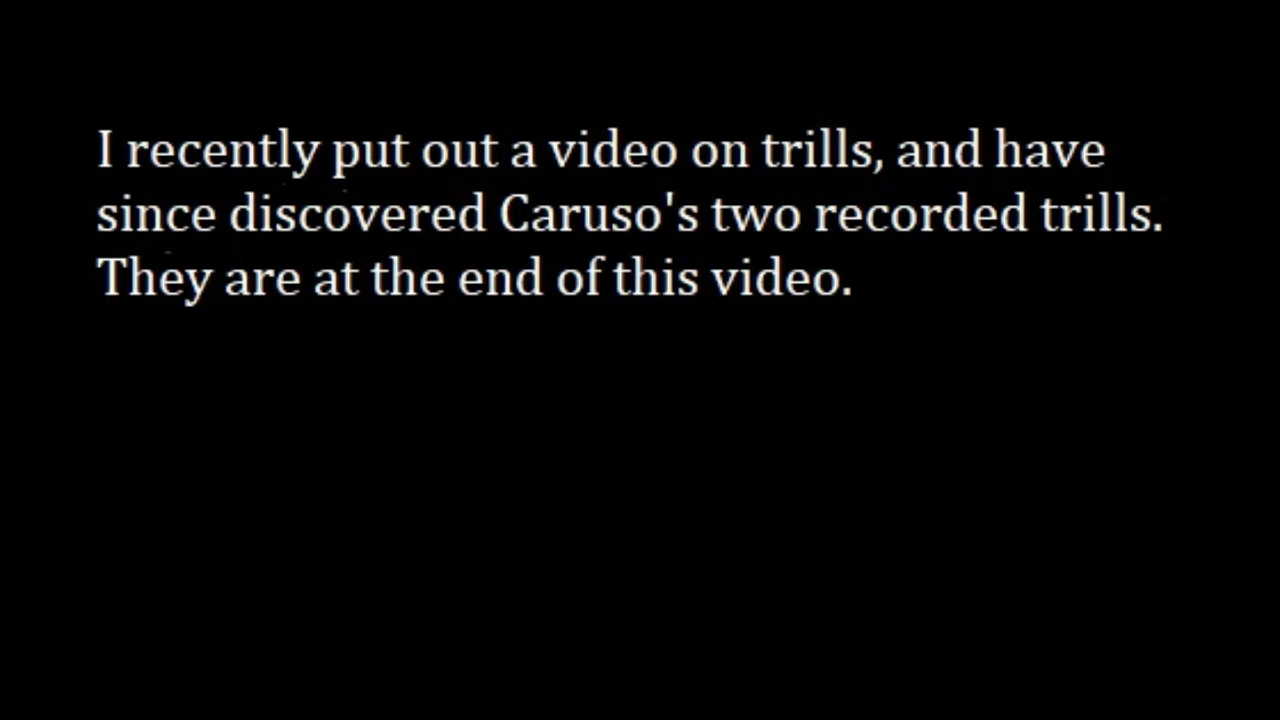 I recently put out a video on trills, and have
since discovered Caruso's two recorded trills.
They are at the end of this video.